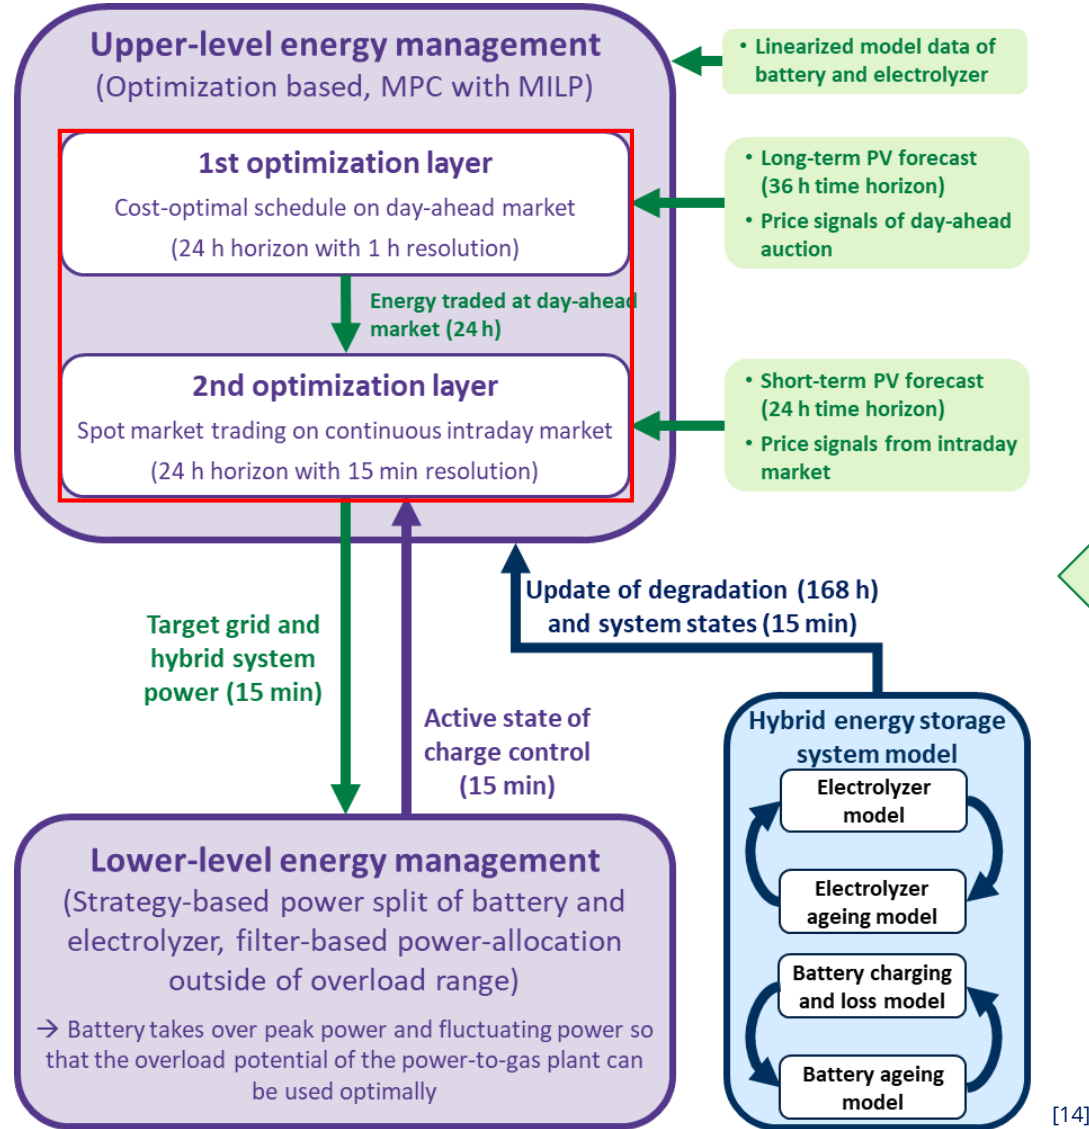 Upper-level energy management
(Optimization based, MPC with MILP)
• Linearized model data of
battery and electrolyzer
1st optimization layer
Cost-optimal schedule on day-ahead market
(24 h horizon with 1 h resolution)
• Long-term PV forecast
(36 h time horizon)
• Price signals of day-ahead
auction
Energy traded at day-ahead
market (24 h)
2nd optimization layer
Spot market trading on continuous intraday market
(24 h horizon with 15 min resolution)
• Short-term PV forecast
(24 h time horizon)
• Price signals from intraday
market
Target grid and
hybrid system
power (15 min)
Active state of
charge control
(15 min)
Update of degradation (168 h)
and system states (15 min)
Lower-level energy management
(Strategy-based power split of battery and
electrolyzer, filter-based power-allocation
outside of overload range)
→ Battery takes over peak power and fluctuating power so
that the overload potential of the power-to-gas plant can
be used optimally
Hybrid energy storage
system model
Electrolyzer
model
Electrolyzer
ageing model
Battery charging
and loss model
Battery ageing
model
[14]